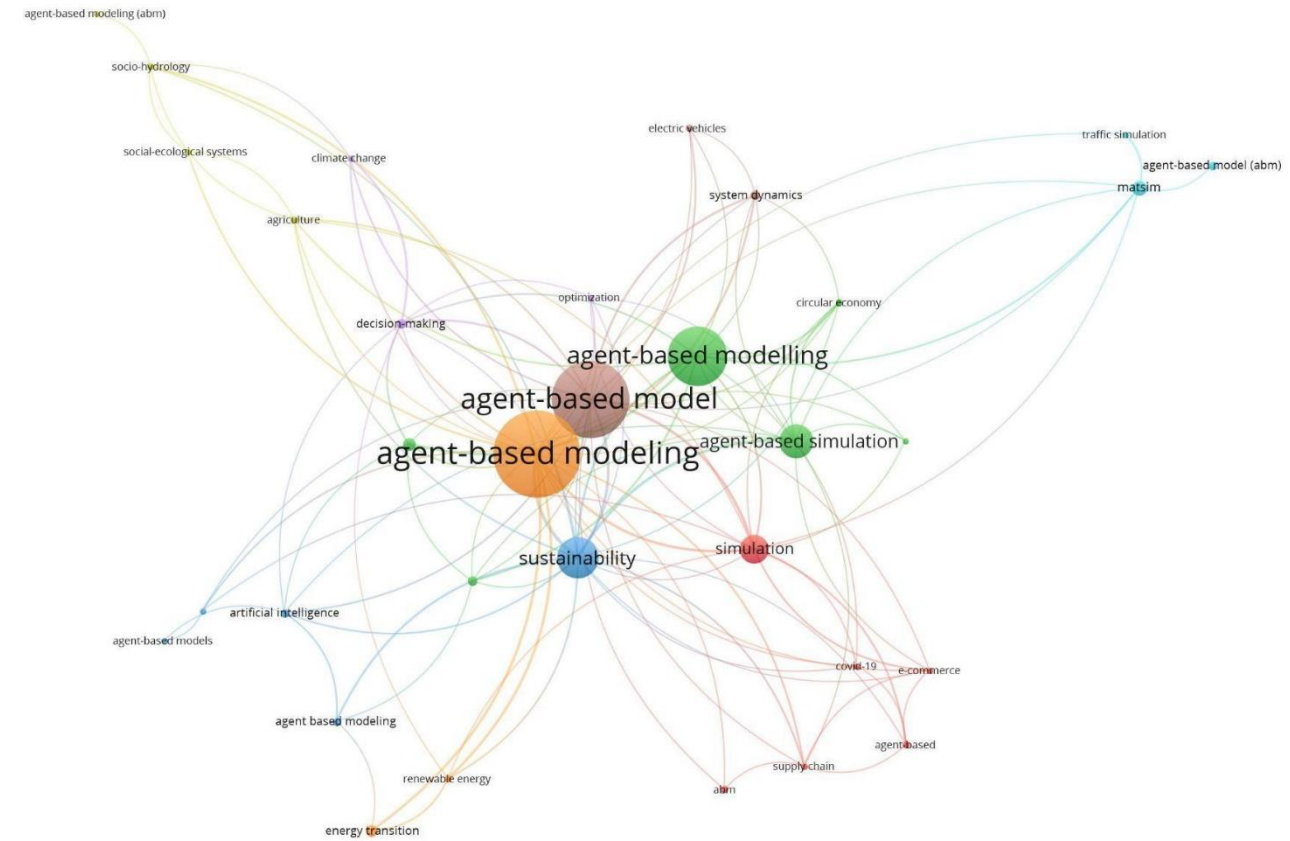 agent-based modeling (abm)
socio-hydrology
electric vehicles
traffic simulation
social-ecological systems
climate change
agent-based model (abm)
matsim
system dynamics
agriculture
optimization
circular economy
decision-making
agent-based modelling
agent-based model
agent-based simulation
agent-based modeling
simulation
sustainability
artificial intelligence
agent-based models
covid-19
e-commerce
agent based modeling
agent-based
supply chain
renewable energy
abm
energy transition